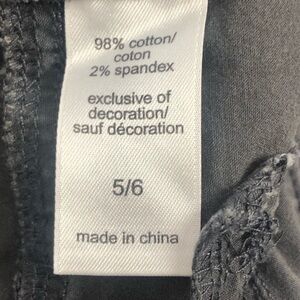 98% cotton/
coton
2% spandex
exclusive of
decoration/
sauf décoration
5/6
made in china